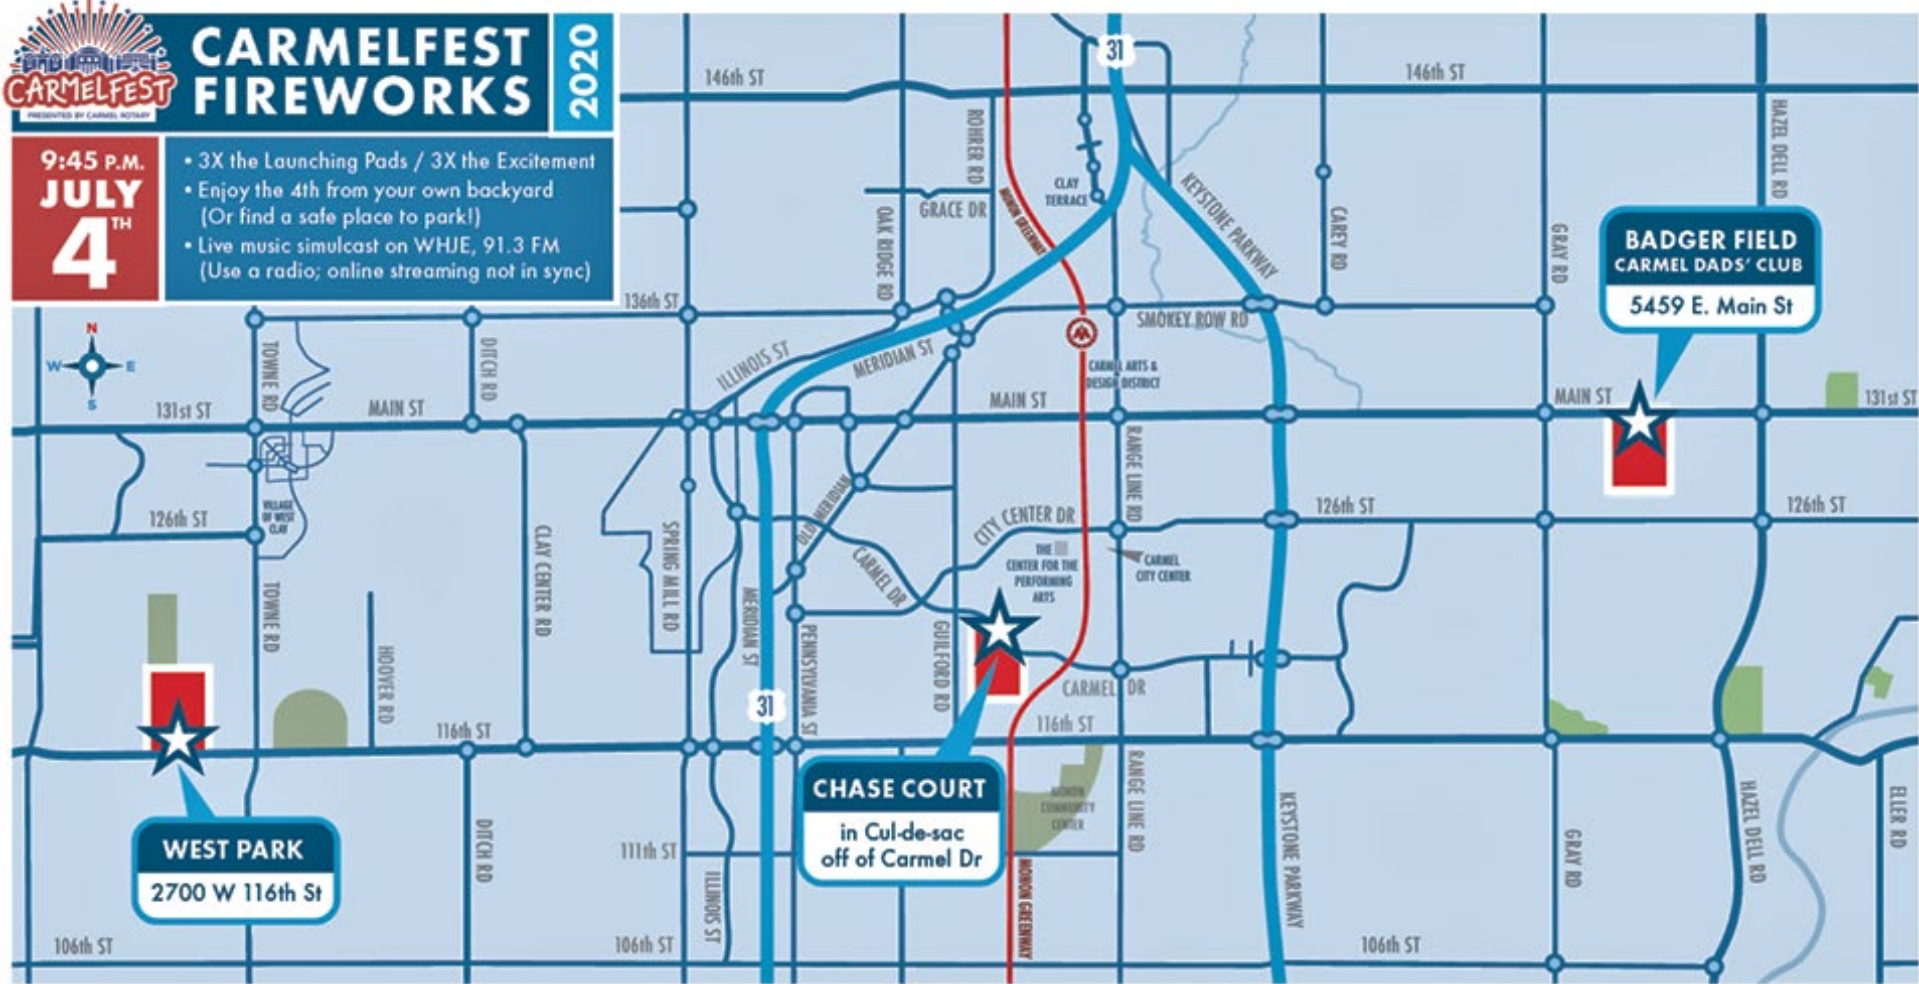 CARMELFEST
PRESENTED BY CARMEL ROTARY
CARMELFEST
FIREWORKS
2020
9:45 P.M.
JULY
4TH
• 3X the Launching Pads / 3X the Excitement
• Enjoy the 4th from your own backyard
(Or find a safe place to park!)
• Live music simulcast on WHJE, 91.3 FM
(Use a radio; online streaming not in sync)
31
146th ST
146th ST
ROHRER RD
HAZEL DELL RD
CLAY
TERRACE
MONON GREENWAY
KEYSTONE PARKWAY
GRACE DR
OAK RIDGE RD
CAREY RD
GRAY RD
BADGER FIELD
CARMEL DADS' CLUB
5459 E. Main St
136th ST
SMOKEY ROW RD
N
W
E
S
TOWNE RD
DITCH RD
ILLINOIS ST
MERIDIAN ST
CARMEL ARTS &
DESIGN DISTRICT
131st ST
MAIN ST
MAIN ST
MAIN ST
131st ST
RANGE LINE RD
VILLAGE
OF WEST
CLAY
126th ST
OLD MERIDIAN
CITY CENTER DR
126th ST
126th ST
CLAY CENTER RD
SPRING MILL RD
CARMEL DR
THE
CENTER FOR THE
PERFORMING
ARTS
CARMEL
CITY CENTER
TOWNE RD
MERIDIAN ST
PENNSYLVANIA ST
GUILFORD RD
HOOVER RD
CARMEL DR
31
116th ST
116th ST
CHASE COURT
in Cul-de-sac
off of Carmel Dr
MONON
COMMUNITY
CENTER
RANGE LINE RD
KEYSTONE PARKWAY
HAZEL DELL RD
ELLER RD
WEST PARK
2700 W 116th St
DITCH RD
111th ST
ILLINOIS ST
MONON GREENWAY
GRAY RD
106th ST
106th ST
106th ST